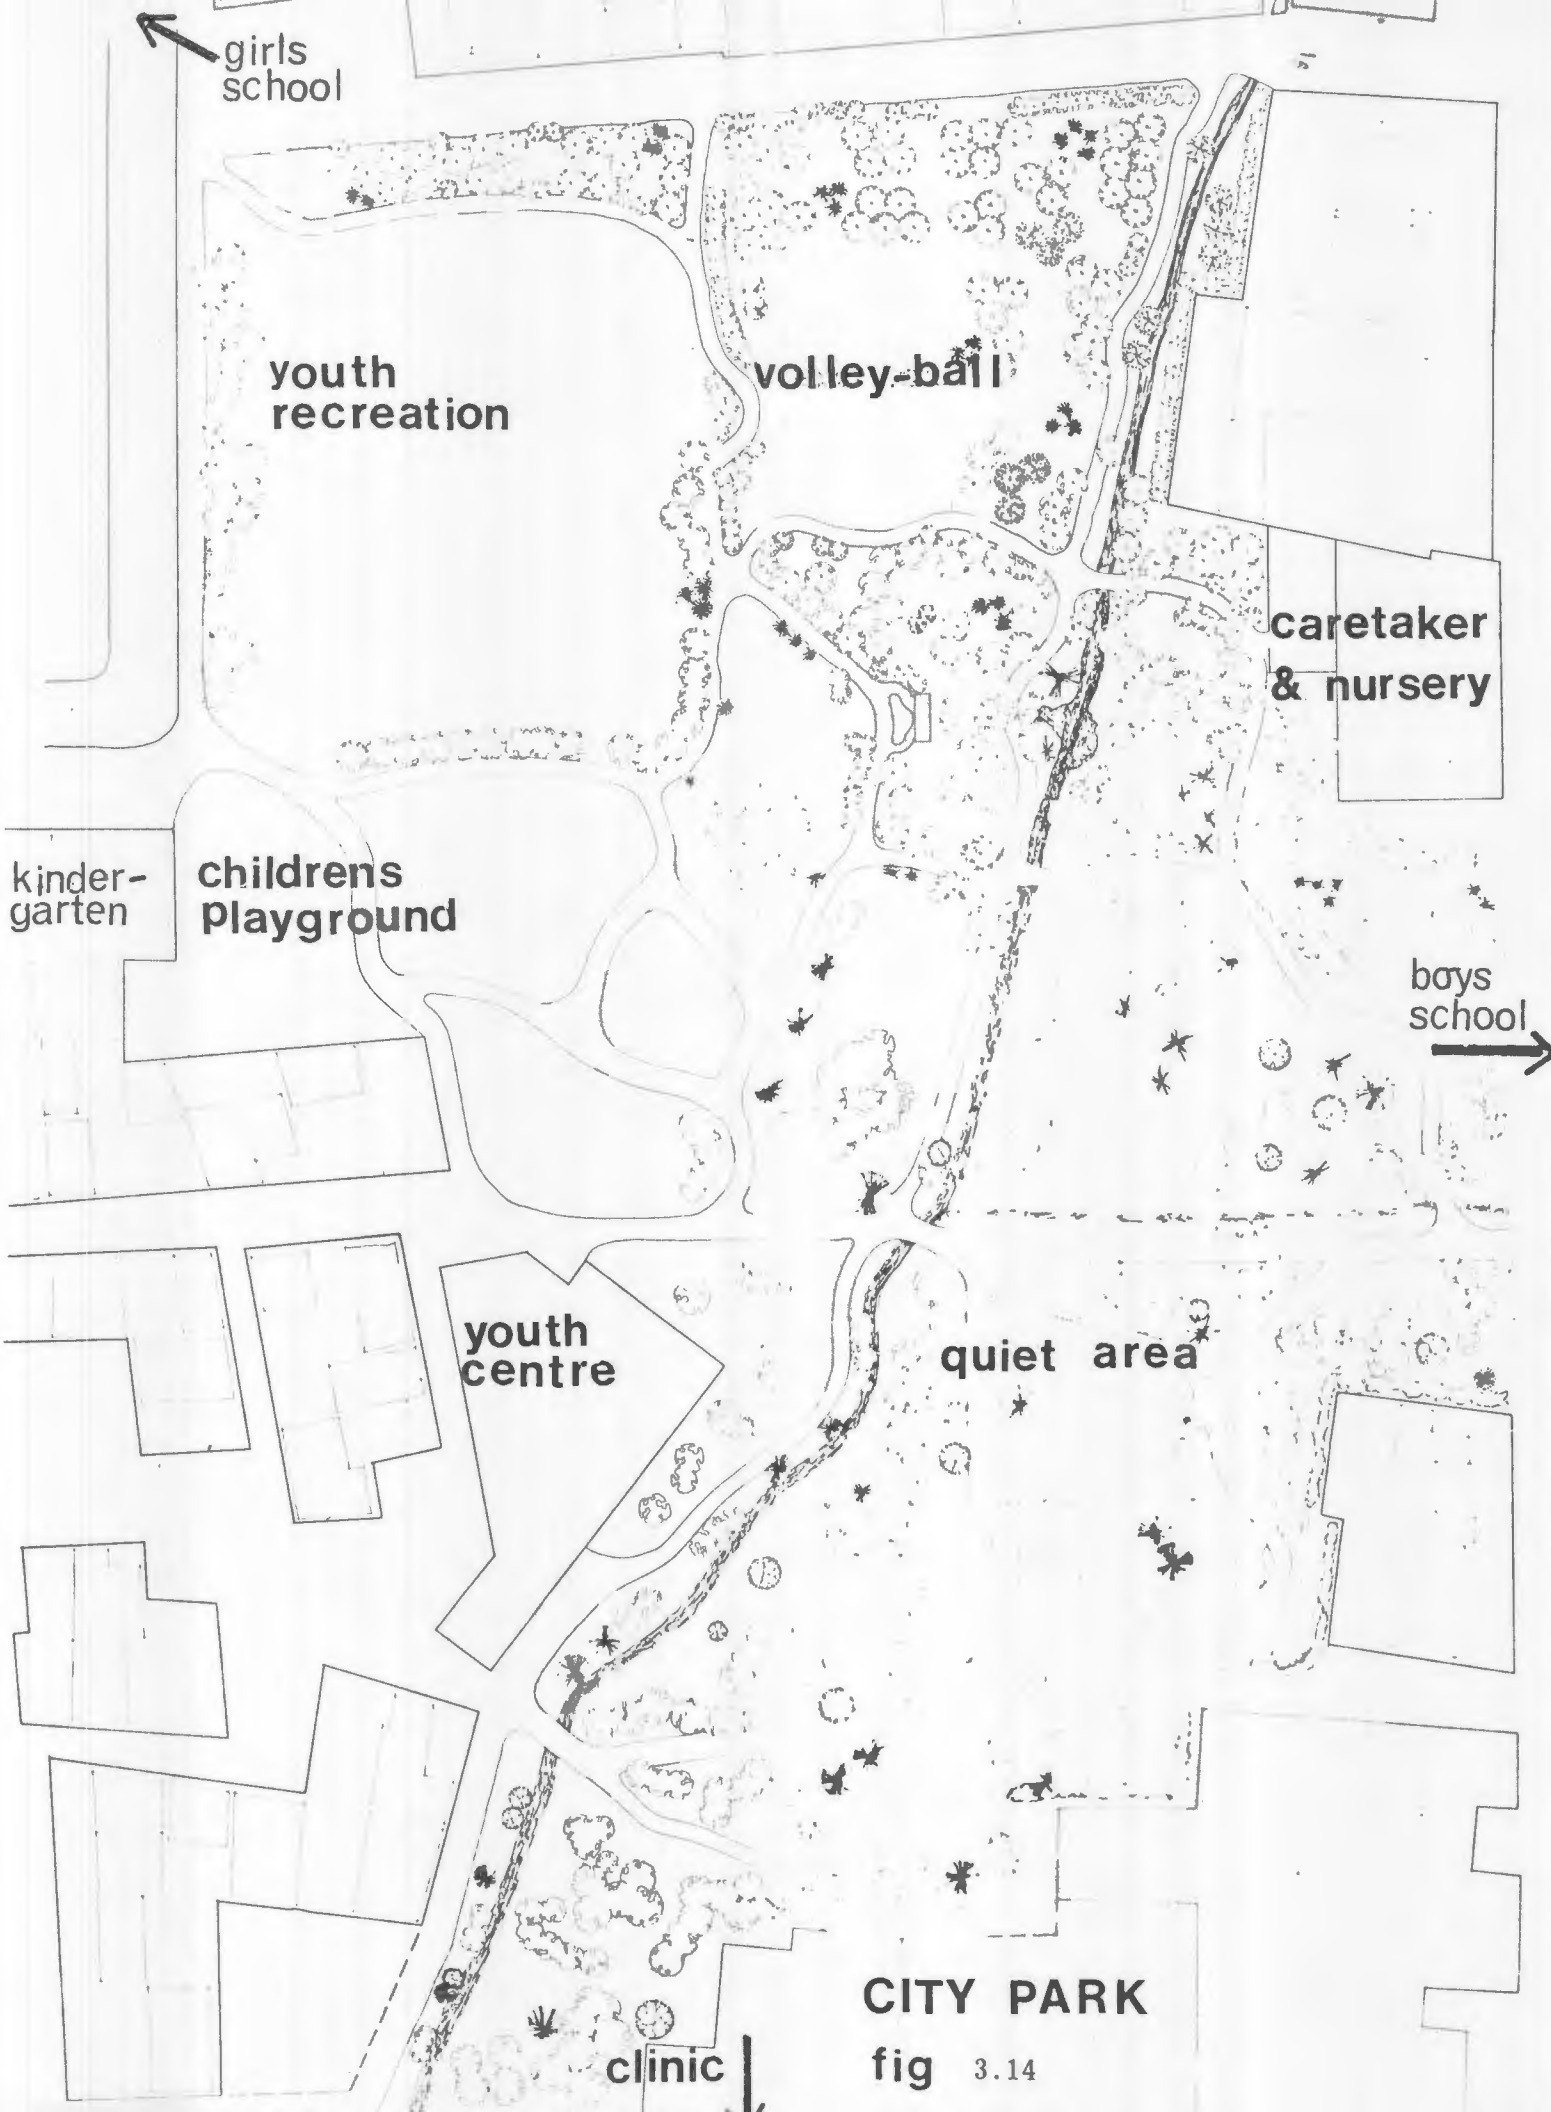 girls
school
youth
recreation
volley-ball
caretaker
& nursery
kinder-
garten
childrens
playground
boys
school
youth
centre
quiet area
CITY PARK
fig 3.14
clinic